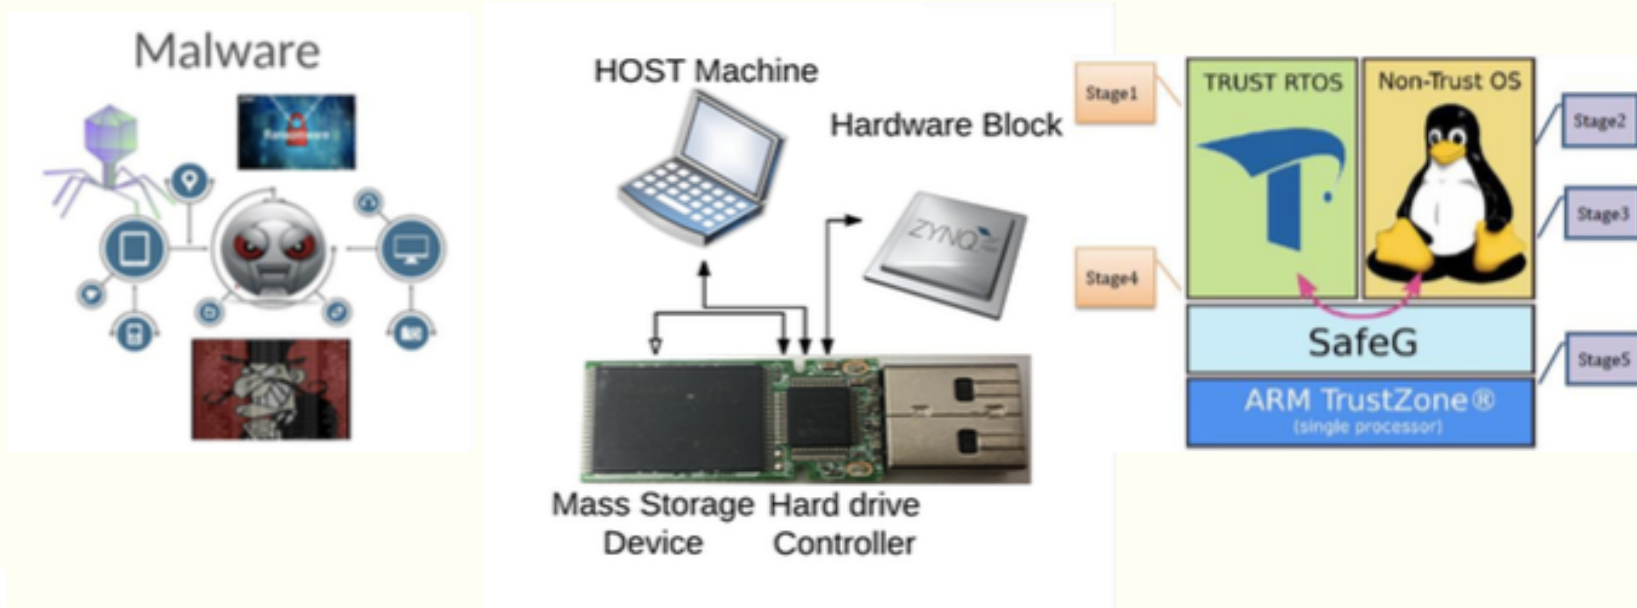 Malware
Ransomware
HOST Machine
Hardware Block
ZYNQ
Mass Storage
Device
Hard drive
Controller
Stage1
Stage4
TRUST RTOS
Non-Trust OS
SafeG
ARM TrustZone®
(single processor)
Stage2
Stage3
Stage5